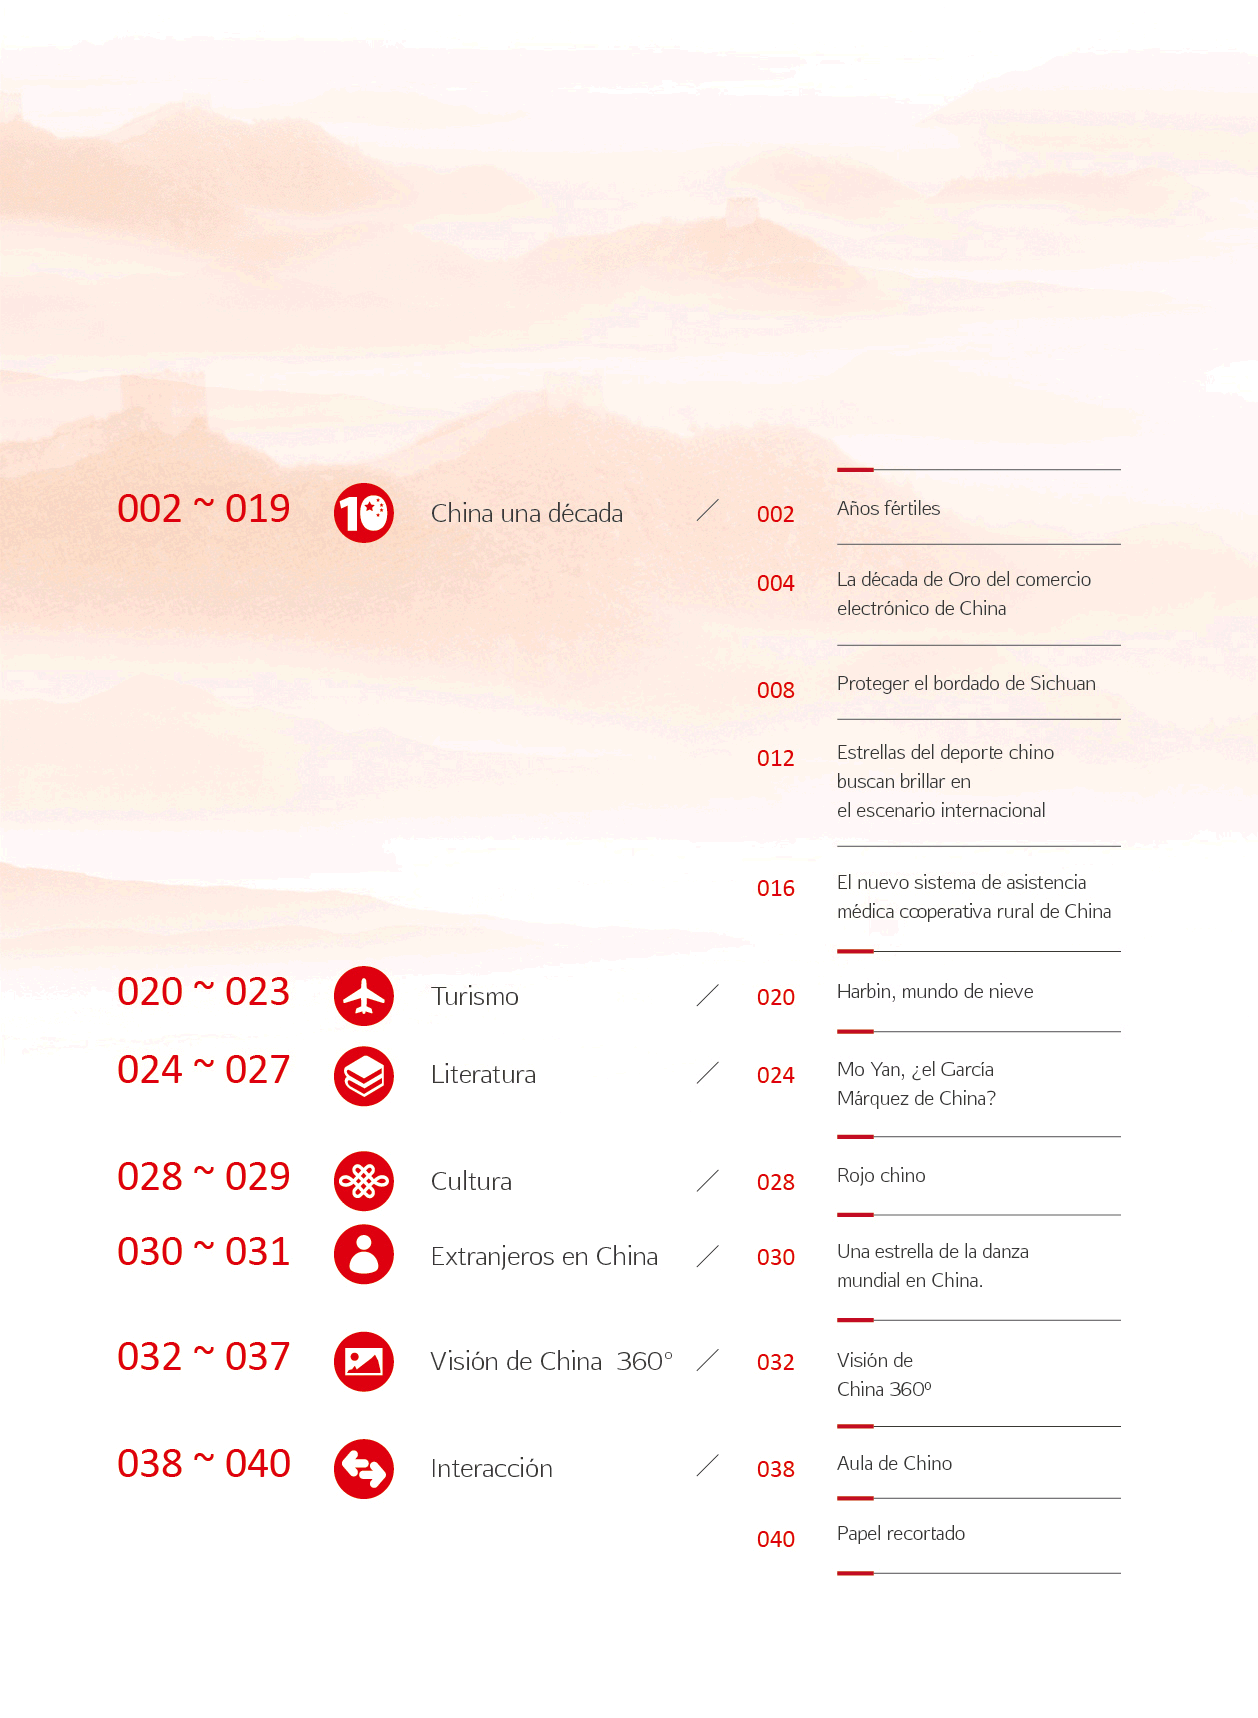 002 ~ 019 10 China una década / 002 Años fértiles
004 La década de Oro del comercio
electrónico de China
008 Proteger el bordado de Sichuan
012 Estrellas del deporte chino
buscan brillar en
el escenario internacional
016 El nuevo sistema de asistencia
médica cooperativa rural de China
020 ~ 023 Turismo / 020 Harbin, mundo de nieve
024 ~ 027 Literatura / 024 Mo Yan, ¿el García
Márquez de China?
028 ~ 029 Cultura / 028 Rojo chino
030 ~ 031 Extranjeros en China / 030 Una estrella de la danza
mundial en China.
032 ~ 037 Visión de China 360° / 032 Visión de
China 360º
038 ~ 040 Interacción / 038 Aula de Chino
040 Papel recortado